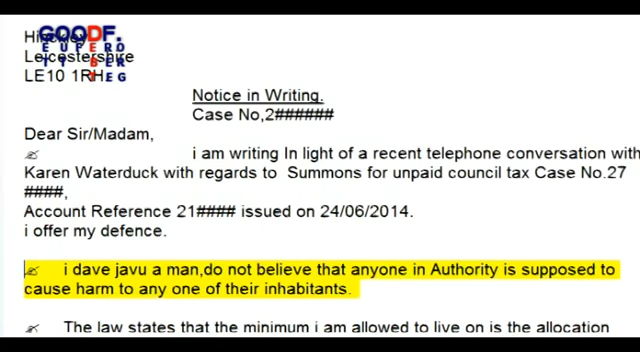 GOODF.
Hinckley
Leicestershire
LE10 1RH
Notice in Writing.
Case No,2######
Dear Sir/Madam,
i am writing In light of a recent telephone conversation with
Karen Waterduck with regards to Summons for unpaid council tax Case No.27
####,
Account Reference 21#### issued on 24/06/2014.
i offer my defence.
i dave javu a man,do not believe that anyone in Authority is supposed to
cause harm to any one of their inhabitants.
The law states that the minimum i am allowed to live on is the allocation